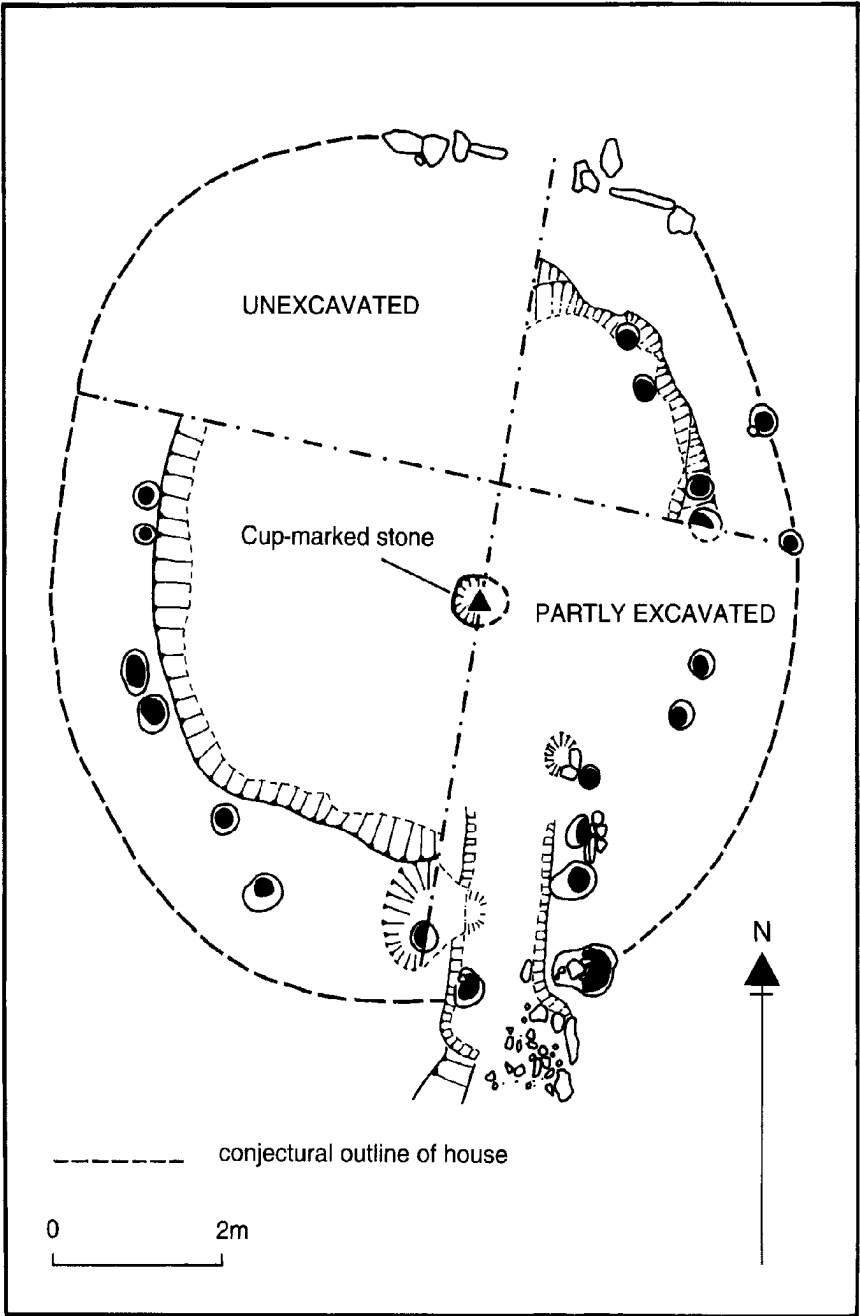 UNEXCAVATED
Cup-marked stone
PARTLY EXCAVATED
N
conjectural outline of house
0 2m